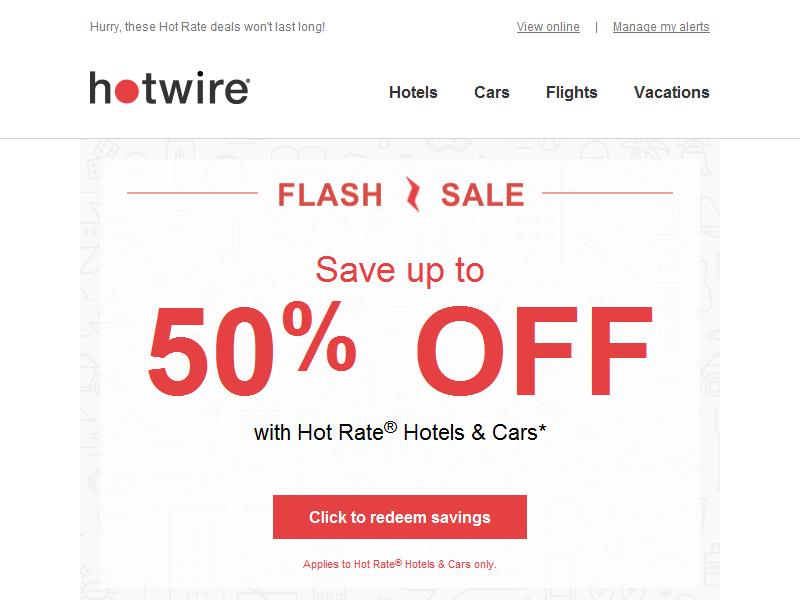 Hurry, these Hot Rate deals won't last long!
View online | Manage my alerts
hotwire®
Hotels Cars Flights Vacations
FLASH SALE
Save up to
50% OFF
with Hot Rate® Hotels & Cars*
Click to redeem savings
Applies to Hot Rate® Hotels & Cars only.